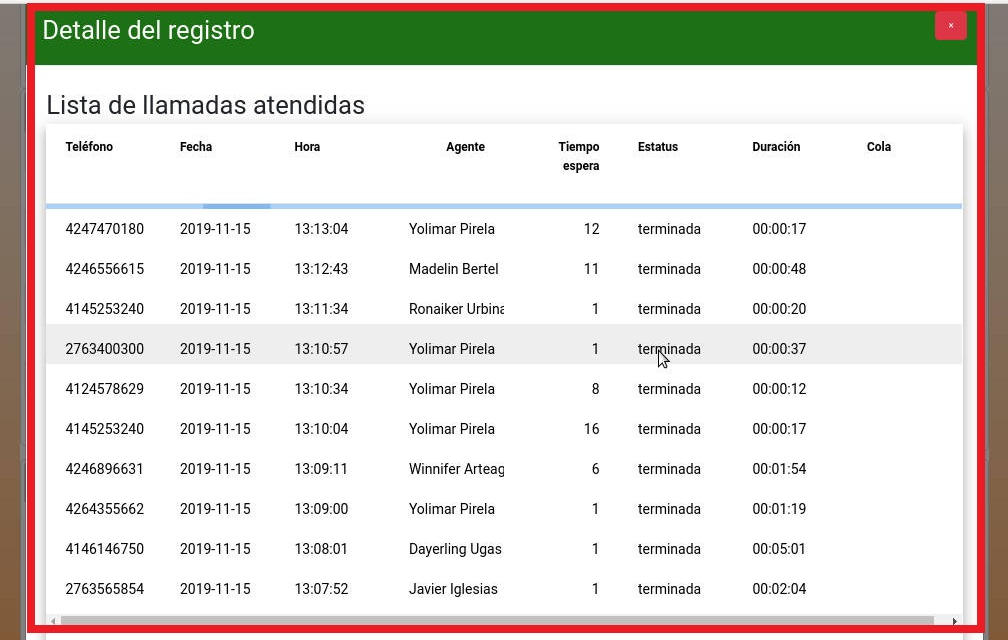 Detalle del registro
×
Lista de llamadas atendidas
Teléfono Fecha Hora Agente Tiempo espera Estatus Duración Cola
4247470180 2019-11-15 13:13:04 Yolimar Pirela 12 terminada 00:00:17
4246556615 2019-11-15 13:12:43 Madelin Bertel 11 terminada 00:00:48
4145253240 2019-11-15 13:11:34 Ronaiker Urbina 1 terminada 00:00:20
2763400300 2019-11-15 13:10:57 Yolimar Pirela 1 terminada 00:00:37
4124578629 2019-11-15 13:10:34 Yolimar Pirela 8 terminada 00:00:12
4145253240 2019-11-15 13:10:04 Yolimar Pirela 16 terminada 00:00:17
4246896631 2019-11-15 13:09:11 Winnifer Arteag 6 terminada 00:01:54
4264355662 2019-11-15 13:09:00 Yolimar Pirela 1 terminada 00:01:19
4146146750 2019-11-15 13:08:01 Dayerling Ugas 1 terminada 00:05:01
2763565854 2019-11-15 13:07:52 Javier Iglesias 1 terminada 00:02:04